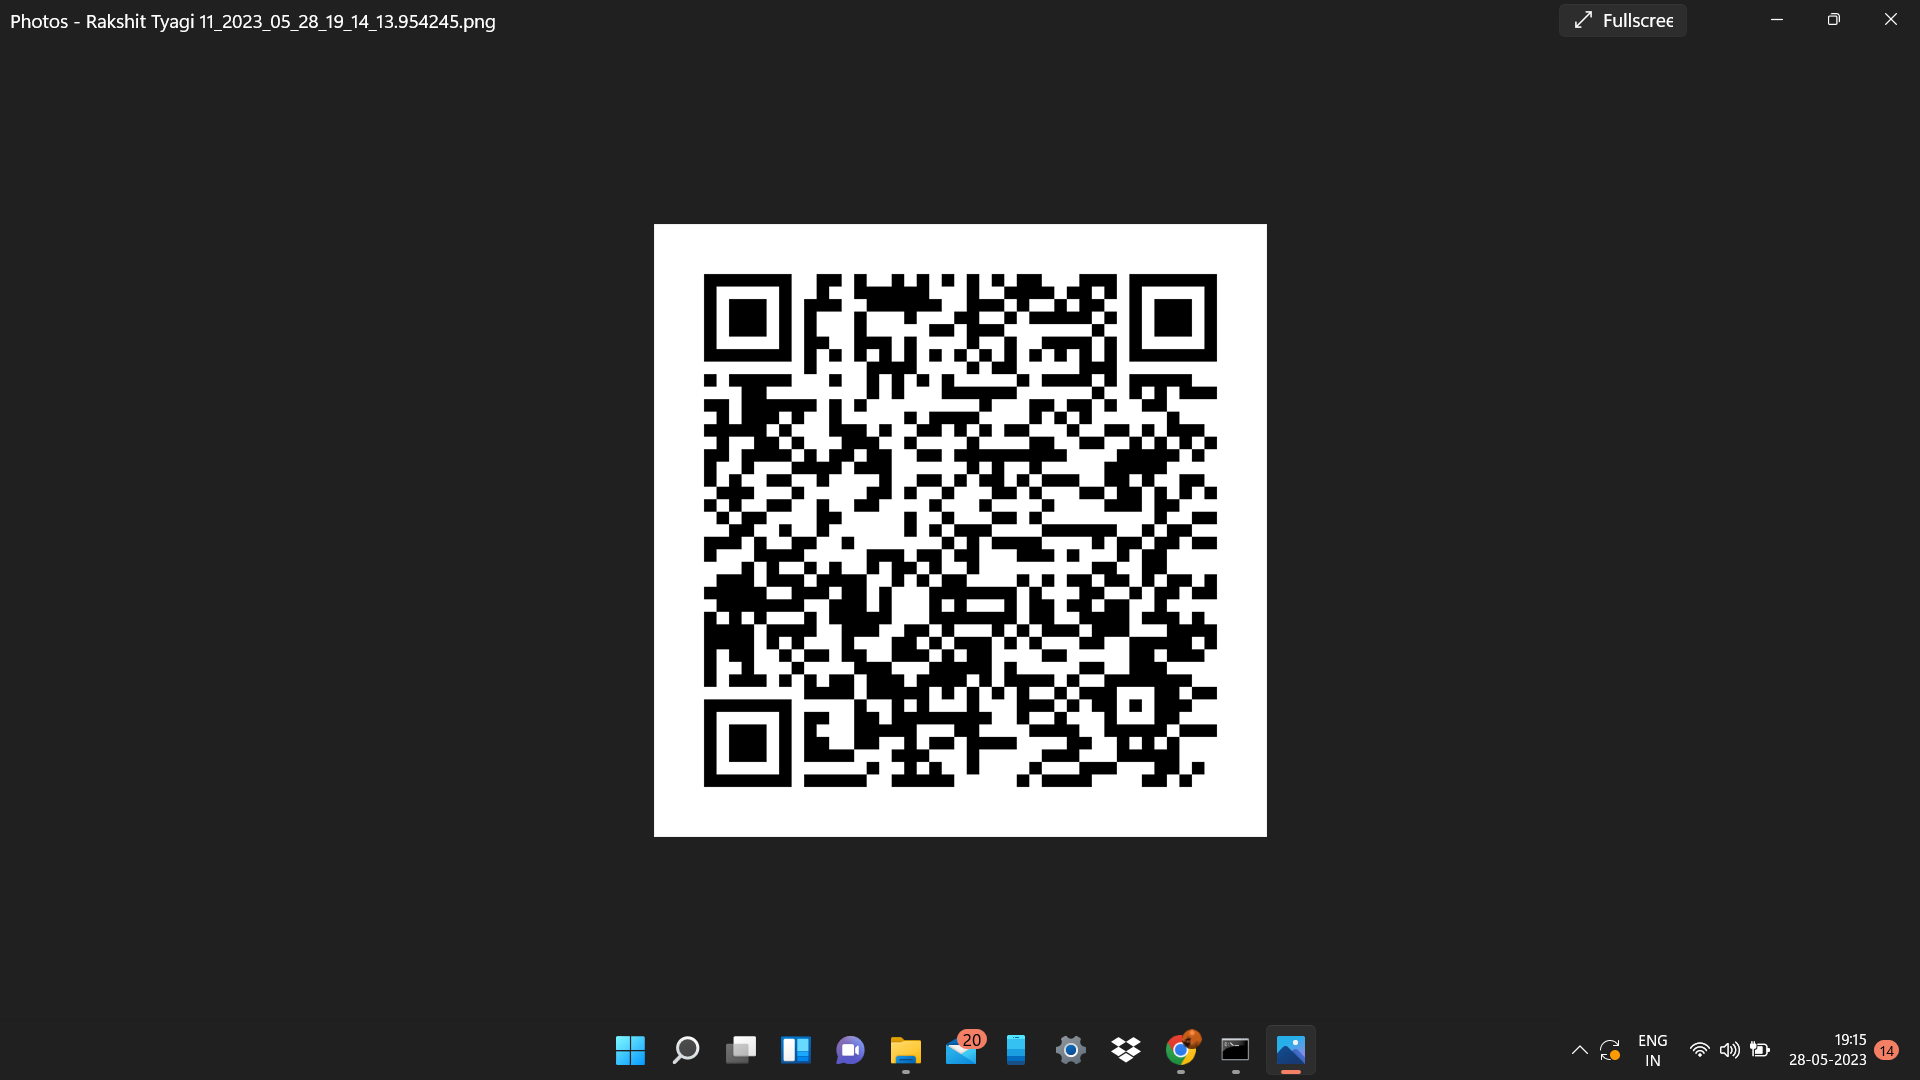 Photos - Rakshit Tyagi 11_2023_05_28_19_14_13.954245.png
Fullscree
20
ENG
IN
19:15
28-05-2023
14